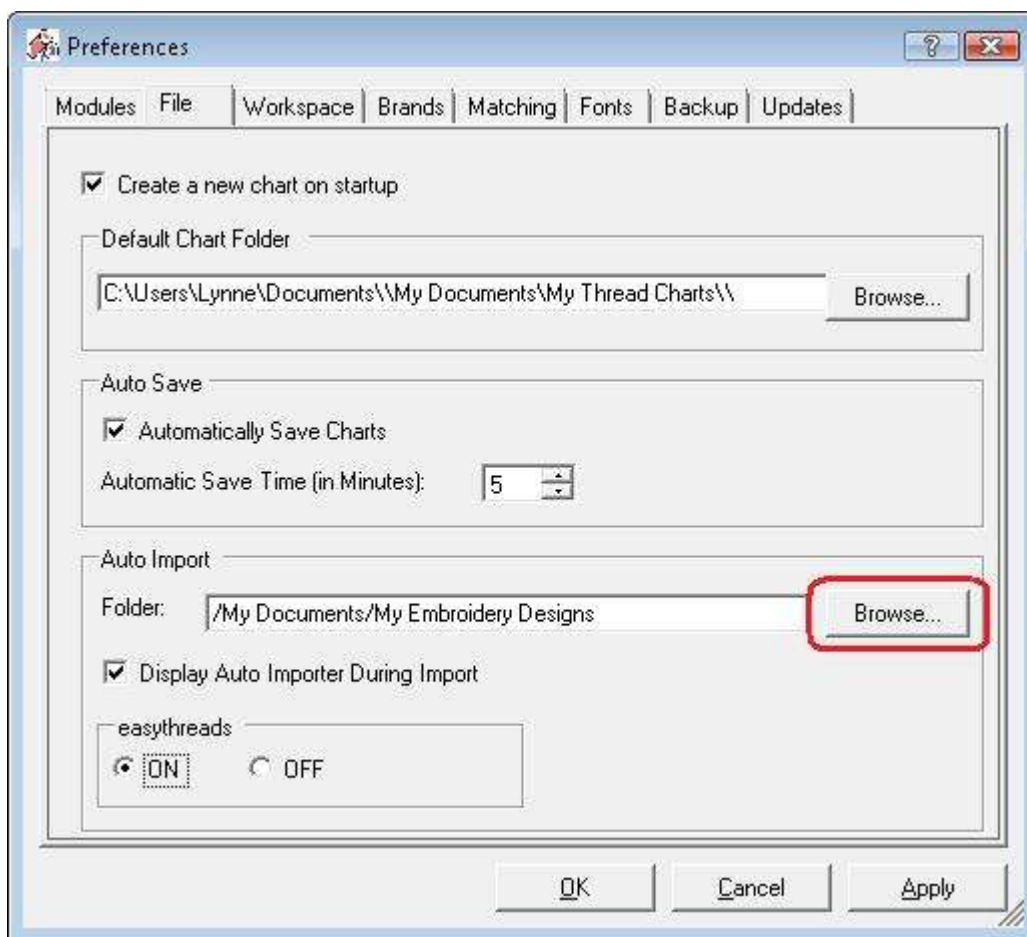 Preferences
Modules File Workspace Brands Matching Fonts Backup Updates
Create a new chart on startup
Default Chart Folder
C:\Users\Lynne\Documents\\My Documents\My Thread Charts\\ Browse...
Auto Save
Automatically Save Charts
Automatic Save Time (in Minutes): 5
Auto Import
Folder: /My Documents/My Embroidery Designs Browse...
Display Auto Importer During Import
easythreads
ON OFF
OK Cancel Apply